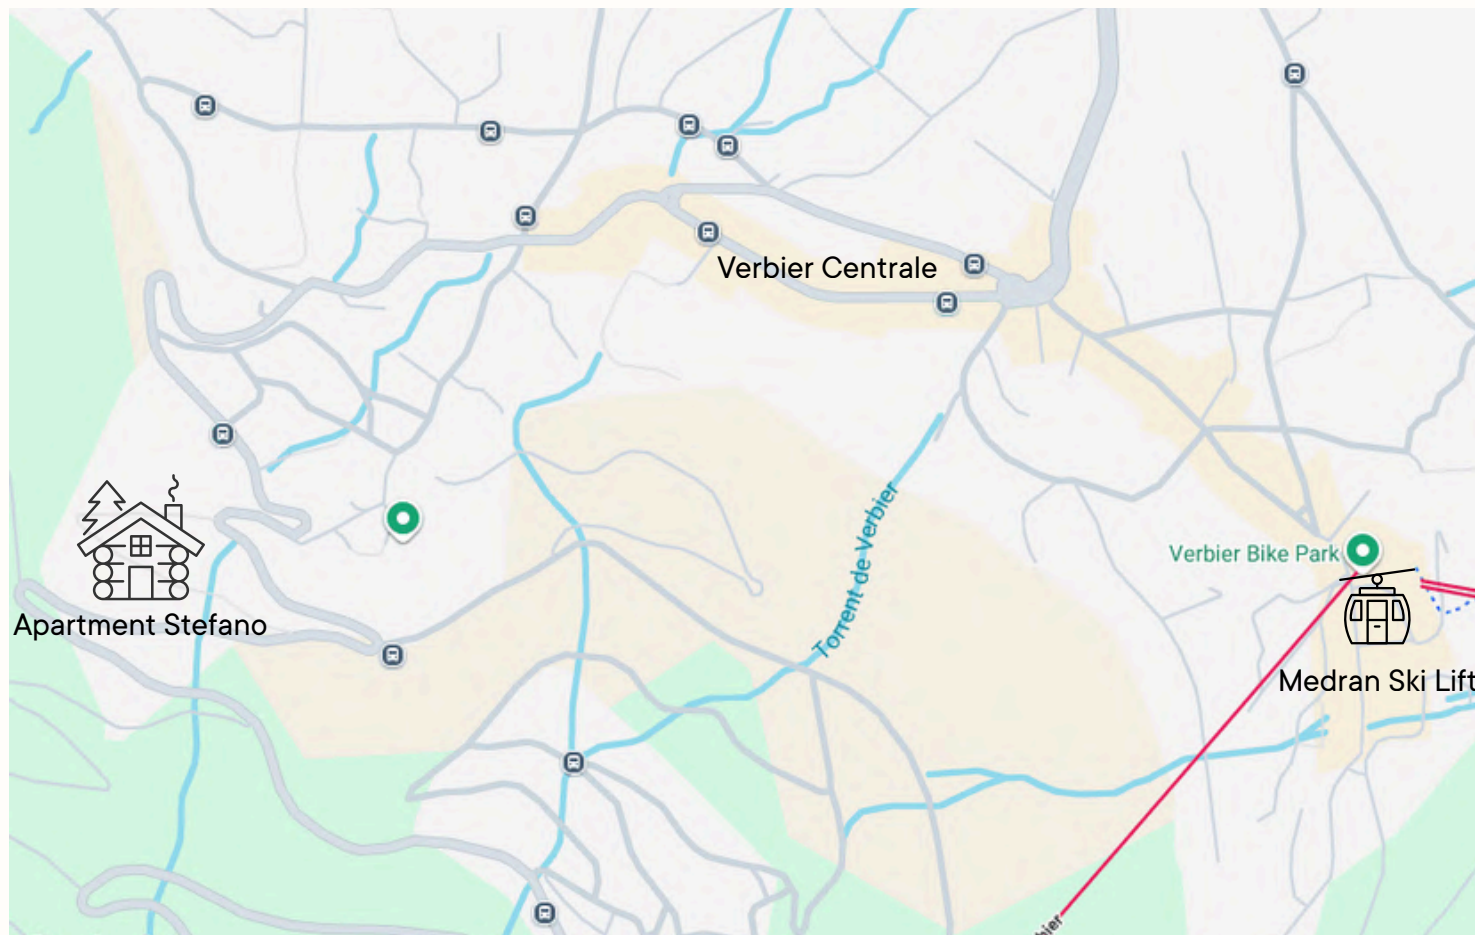 Verbier Centrale
Torrent de Verbier
Verbier Bike Park
Apartment Stefano
Medran Ski Lift